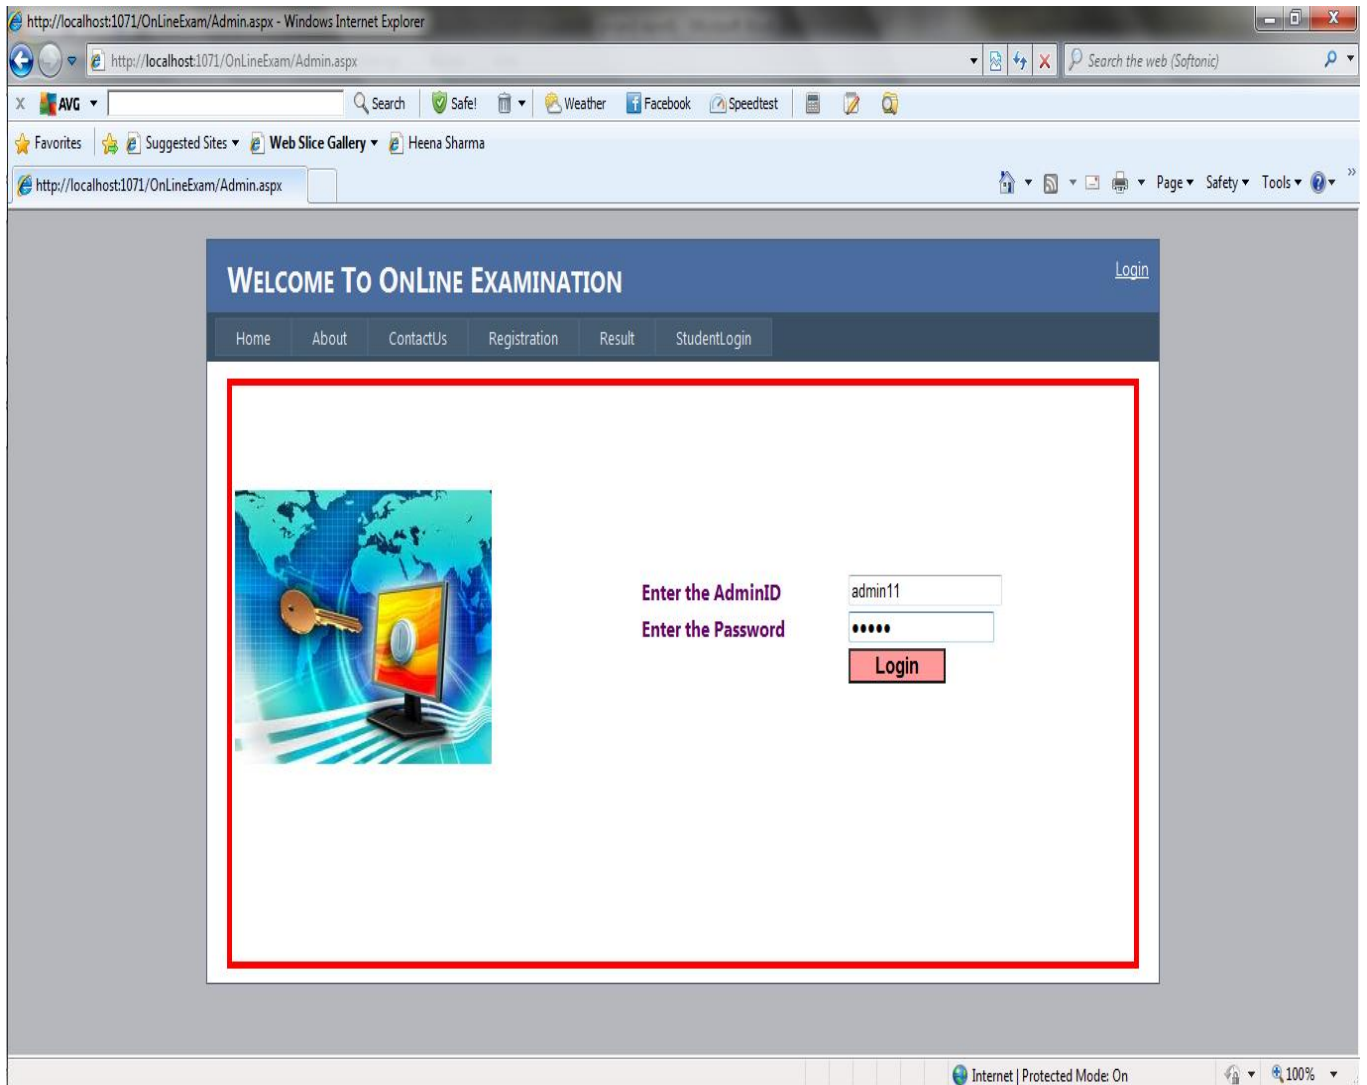 http://localhost:1071/OnLineExam/Admin.aspx - Windows Internet Explorer
http://localhost:1071/OnLineExam/Admin.aspx
Search the web (Softonic)
X AVG Search Safe! Weather Facebook Speedtest
Favorites Suggested Sites Web Slice Gallery Heena Sharma
http://localhost:1071/OnLineExam/Admin.aspx
Page Safety Tools
WELCOME TO ONLINE EXAMINATION
Login
Home About ContactUs Registration Result StudentLogin
Enter the AdminID admin11
Enter the Password •••••
Login
Internet | Protected Mode: On 100%